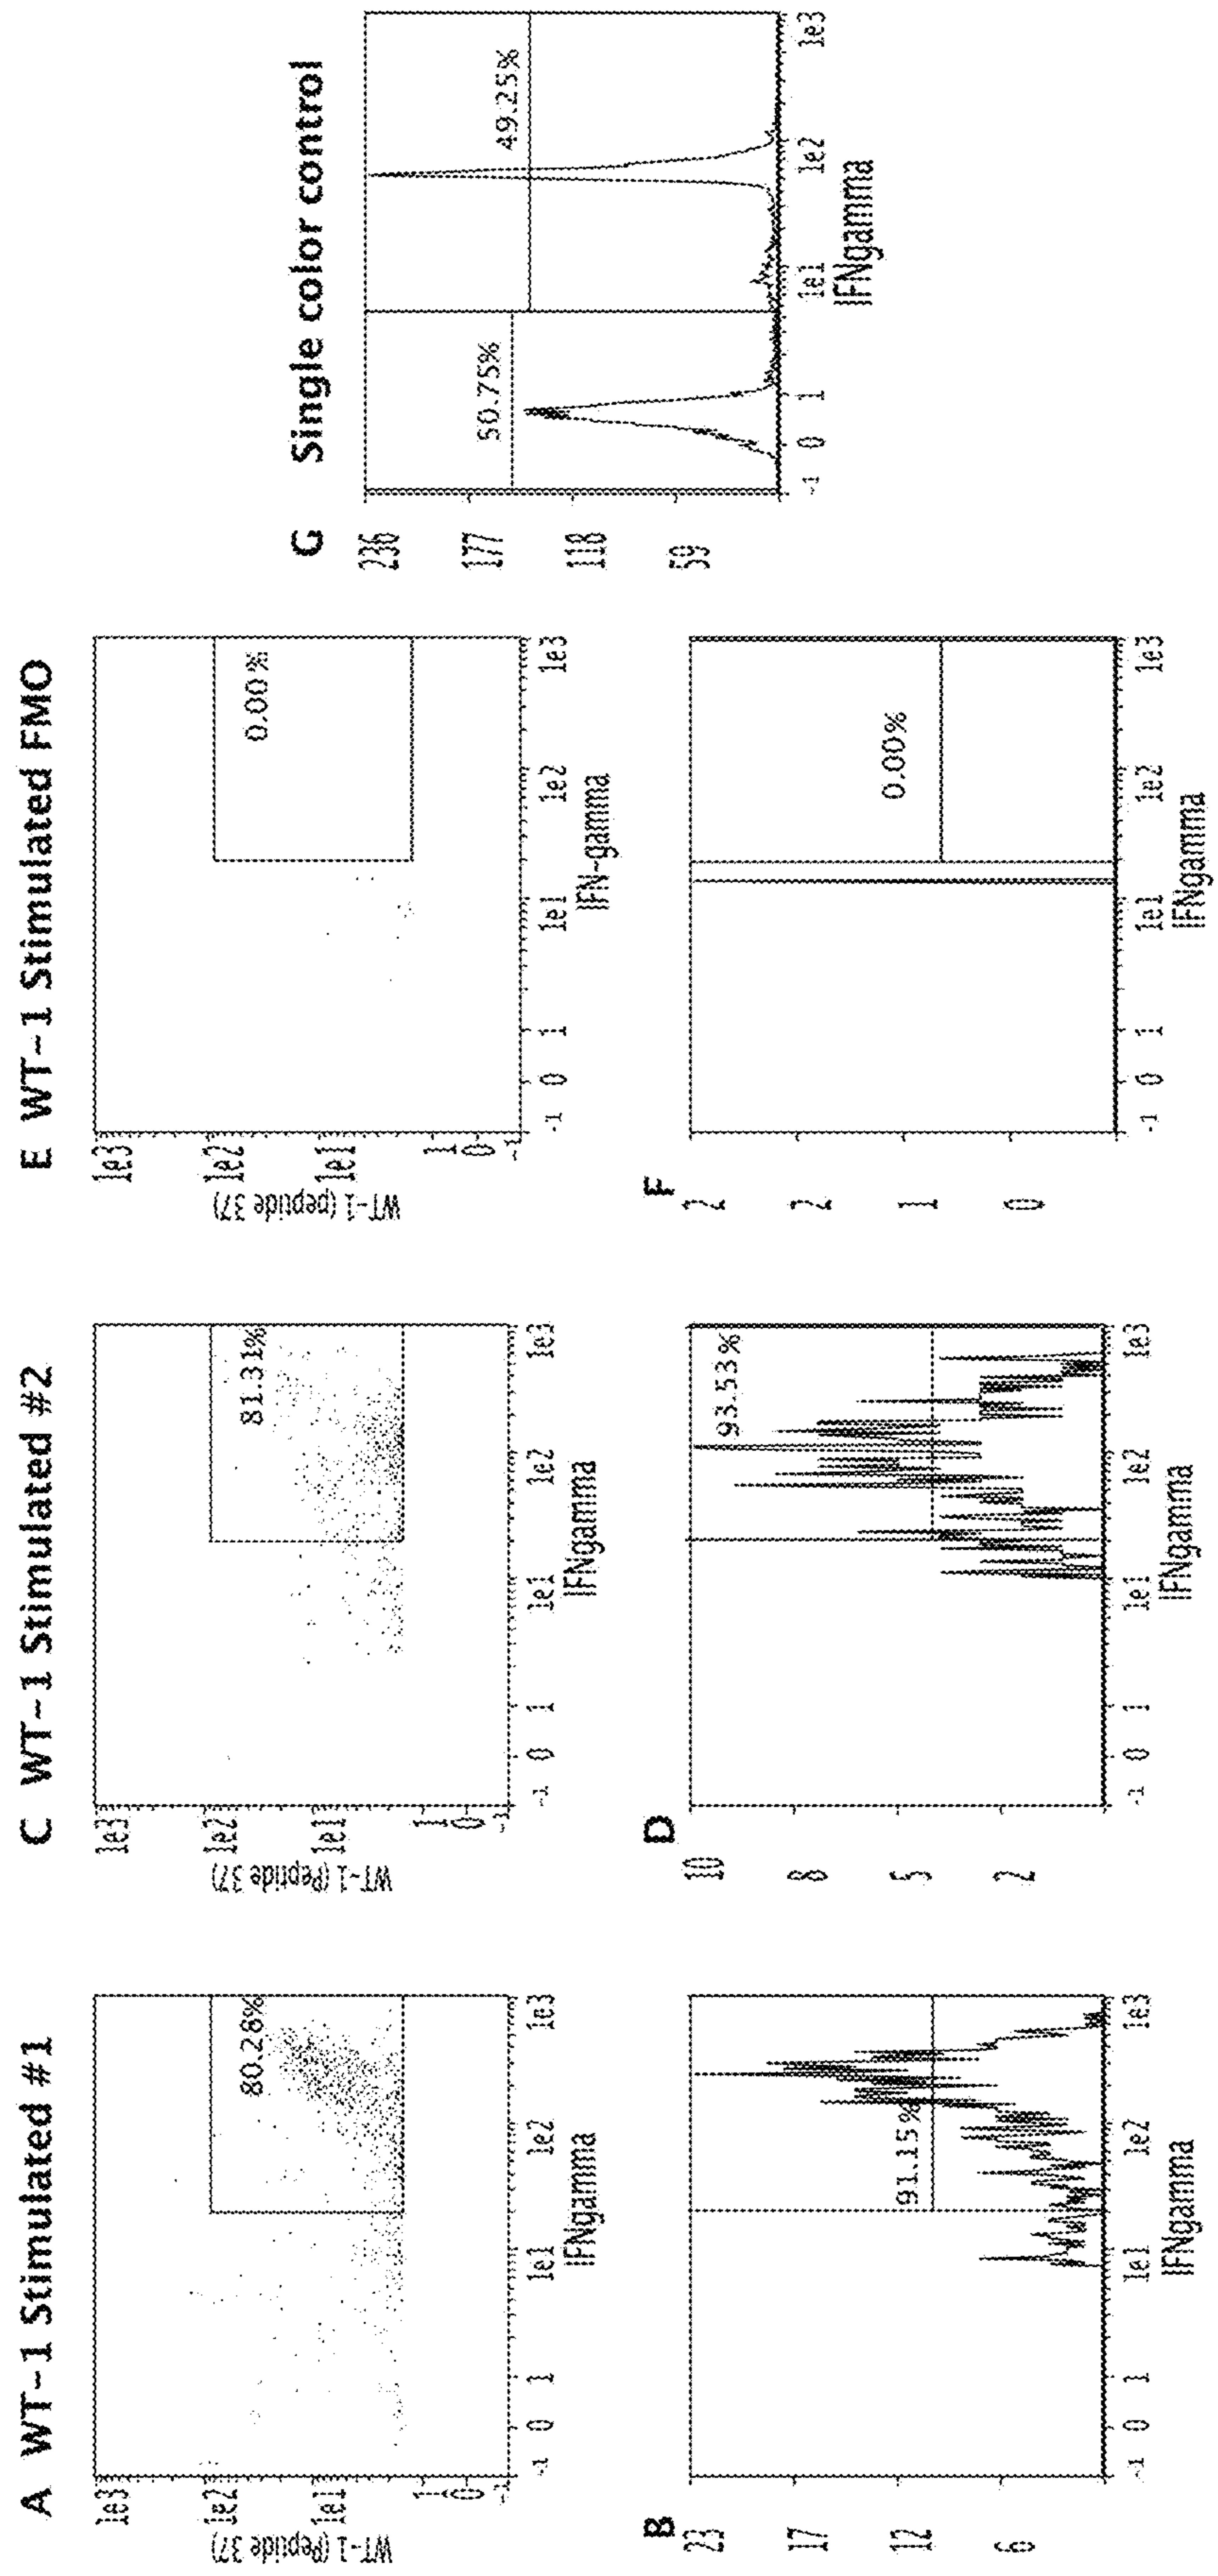 A WT-1 Stimulated #1
1e3
1e2
1e1
1
0
-1
WT-1 (Peptide 37)
80.28%
-1 0 1 1e1 1e2 1e3
IFNgamma
B
23
17
12
6
91.15%
-1 0 1 1e1 1e2 1e3
IFNgamma
C WT-1 Stimulated #2
1e3
1e2
1e1
1
0
-1
WT-1 (Peptide 37)
81.31%
-1 0 1 1e1 1e2 1e3
IFNgamma
D
10
8
5
2
93.53%
-1 0 1 1e1 1e2 1e3
IFNgamma
E WT-1 Stimulated FMO
1e3
1e2
1e1
1
0
-1
WT-1 (peptide 37)
0.00%
-1 0 1 1e1 1e2 1e3
IFN-gamma
F
2
2
1
0
0.00%
-1 0 1 1e1 1e2 1e3
IFNgamma
G Single color control
236
177
118
59
50.75%
49.25%
-1 0 1 1e1 1e2 1e3
IFNgamma